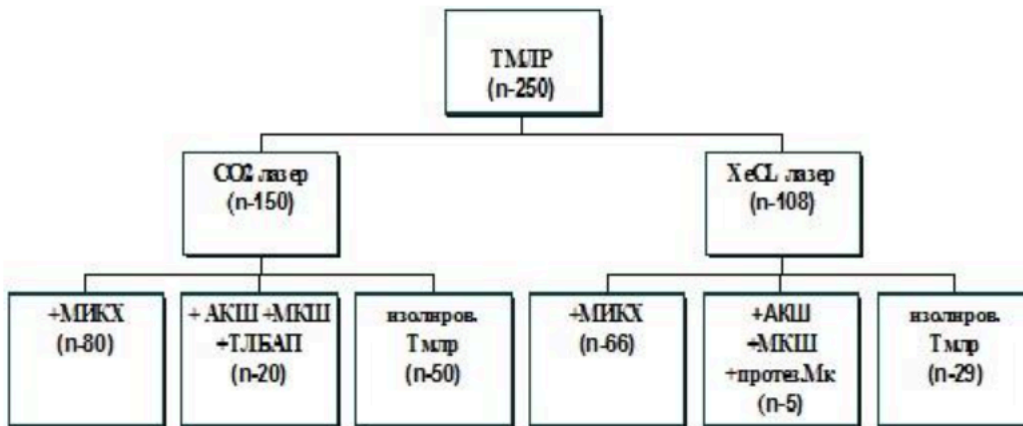 ТМЛР
(n-250)
CO2 лазер
(n-150)
XeCL лазер
(n-108)
+МИКХ
(n-80)
+ АКШ +МКШ
+ТЛБАП
(n-20)
изолиров.
Тмлр
(n-50)
+МИКХ
(n-66)
+АКШ
+МКШ
+протез.Мк
(n-5)
изолиров.
Тмлр
(n-29)